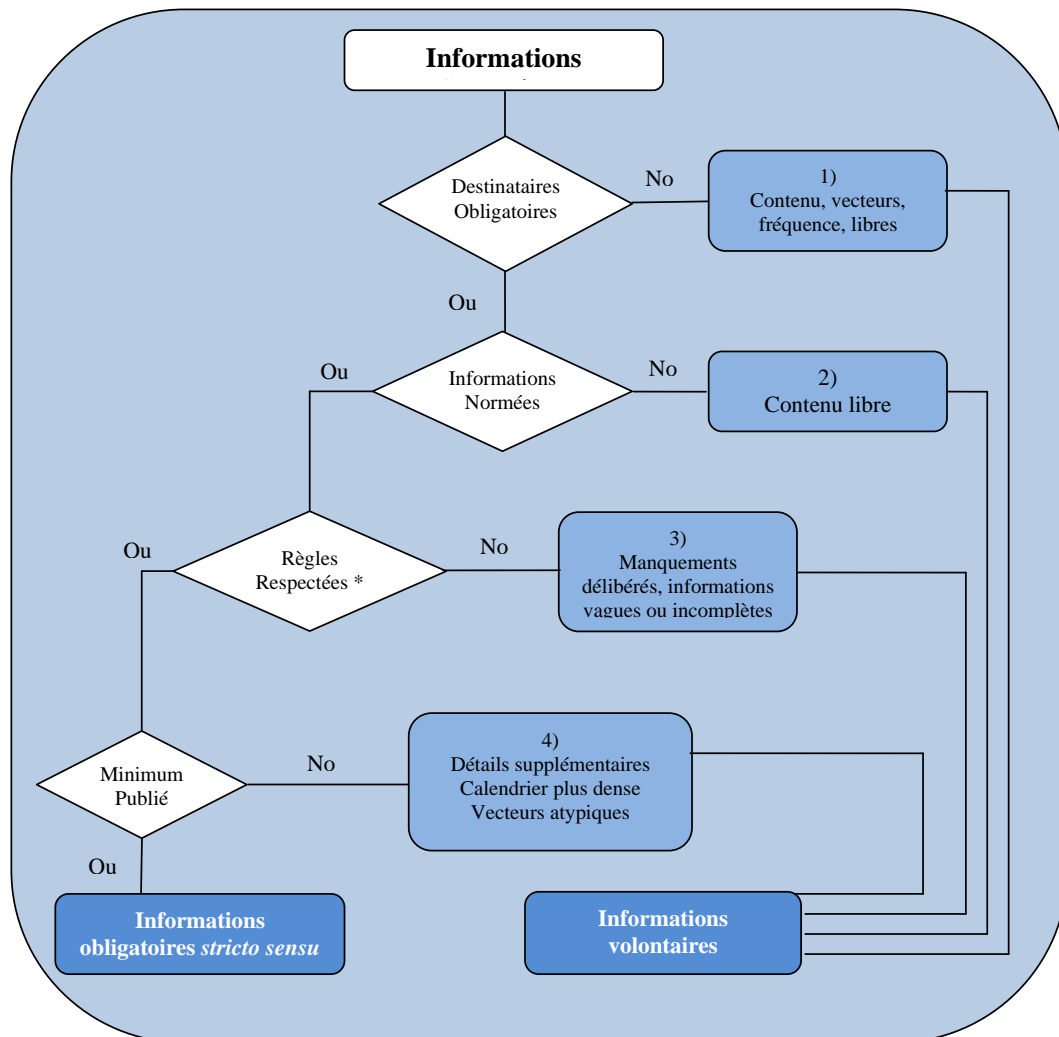 Informations
Destinataires
Obligatoires
No
1)
Contenu, vecteurs,
fréquence, libres
Ou
Informations
Normées
Ou
No
2)
Contenu libre
Règles
Respectées *
Ou
No
3)
Manquements
délibérés, informations
vagues ou incomplètes
Minimum
Publié
No
4)
Détails supplémentaires
Calendrier plus dense
Vecteurs atypiques
Ou
Informations
obligatoires stricto sensu
Informations
volontaires